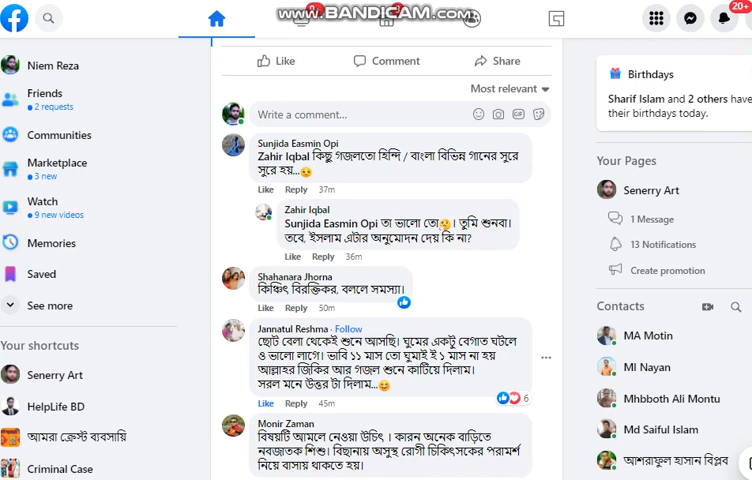 www.BANDICAM.com
20+
Niem Reza
Friends
2 requests
Communities
Marketplace
3 new
Watch
9 new videos
Memories
Saved
See more
Your shortcuts
Senerry Art
HelpLife BD
আমরা ক্রেস্ট ব্যবসায়ি
Criminal Case
Like
Comment
Share
Most relevant
Write a comment...
GIF
Sunjida Easmin Opi
Zahir Iqbal কিছু গজলতো হিন্দি / বাংলা বিভিন্ন গানের সুরে
সুরে হয়...
Like Reply 37m
Zahir Iqbal
Sunjida Easmin Opi তা ভালো তো। তুমি শুনবা।
তবে, ইসলাম এটার অনুমোদন দেয় কি না?
Like Reply 36m
Shahanara Jhorna
কিঞ্চিৎ বিরক্তিকর, বললে সমস্যা।
Like Reply 50m
Jannatul Reshma · Follow
ছোট বেলা থেকেই শুনে আসছি। ঘুমের একটু বেগাত ঘটলে
ও ভালো লাগে। ভাবি ১১ মাস তো ঘুমাই ই ১ মাস না হয়
আল্লাহর জিকির আর গজল শুনে কাটিয়ে দিলাম।
সরল মনে উত্তর টা দিলাম...
6
Like Reply 45m
Monir Zaman
বিষয়টি আমলে নেওয়া উচিৎ । কারন অনেক বাড়িতে
নবজাতক শিশু। বিছানায় অসুস্থ রোগী চিকিৎসকের পরামর্শ
নিয়ে বাসায় থাকতে হয়।
Birthdays
Sharif Islam and 2 others have
their birthdays today.
Your Pages
Senerry Art
1 Message
13 Notifications
Create promotion
Contacts
MA Motin
MI Nayan
Mhbboth Ali Montu
Md Saiful Islam
আশরাফুল হাসান বিপ্লব